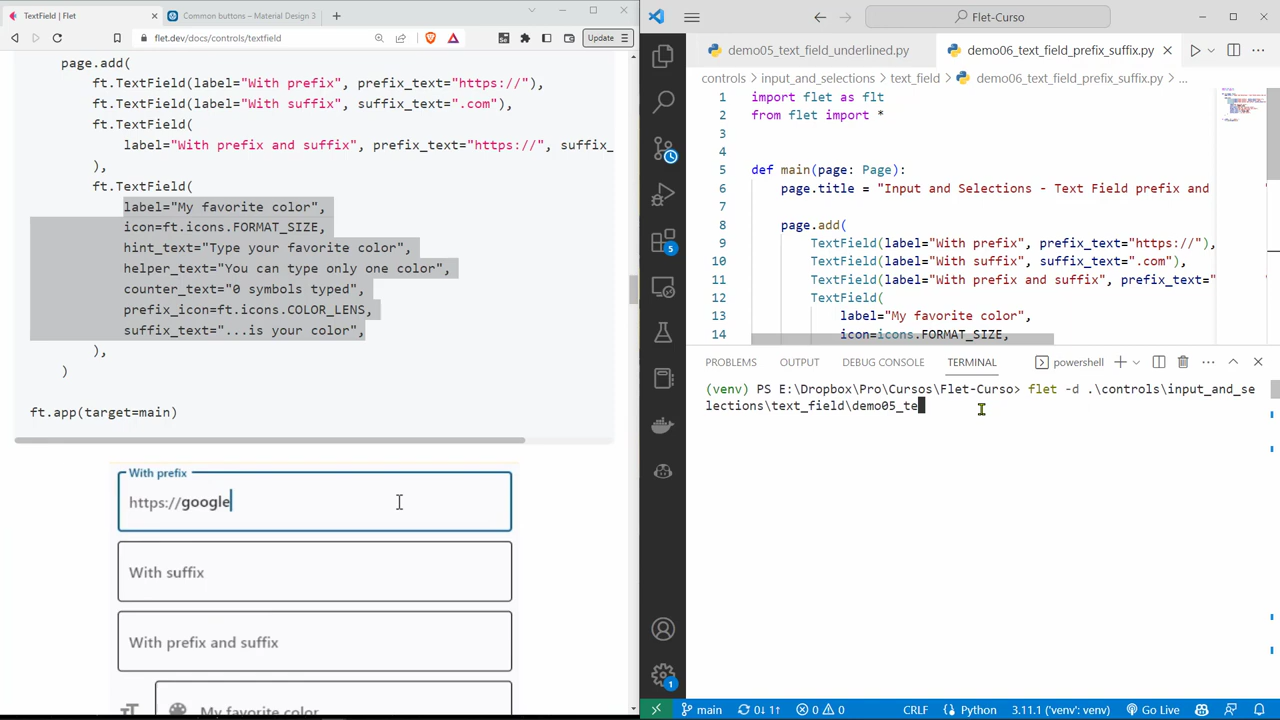 TextField | Flet
Common buttons – Material Design 3
flet.dev/docs/controls/textfield
Update
page.add(
ft.TextField(label="With prefix", prefix_text="https://"),
ft.TextField(label="With suffix", suffix_text=".com"),
ft.TextField(
label="With prefix and suffix", prefix_text="https://", suffix_
),
ft.TextField(
label="My favorite color",
icon=ft.icons.FORMAT_SIZE,
hint_text="Type your favorite color",
helper_text="You can type only one color",
counter_text="0 symbols typed",
prefix_icon=ft.icons.COLOR_LENS,
suffix_text="...is your color",
),
)
ft.app(target=main)
With prefix
https://google
With suffix
With prefix and suffix
My favorite color
Flet-Curso
demo05_text_field_underlined.py
demo06_text_field_prefix_suffix.py
controls > input_and_selections > text_field > demo06_text_field_prefix_suffix.py > ...
1 import flet as flt
2 from flet import *
3
4
5 def main(page: Page):
6 page.title = "Input and Selections - Text Field prefix and
7
8 page.add(
9 TextField(label="With prefix", prefix_text="https://"),
10 TextField(label="With suffix", suffix_text=".com"),
11 TextField(label="With prefix and suffix", prefix_text="
12 TextField(
13 label="My favorite color",
14 icon=icons.FORMAT_SIZE,
PROBLEMS OUTPUT DEBUG CONSOLE TERMINAL powershell
(venv) PS E:\Dropbox\Pro\Cursos\Flet-Curso> flet -d .\controls\input_and_se
lections\text_field\demo05_te
5
1
main 0↓ 1↑ 0 0 CRLF Python 3.11.1 ('venv': venv) Go Live